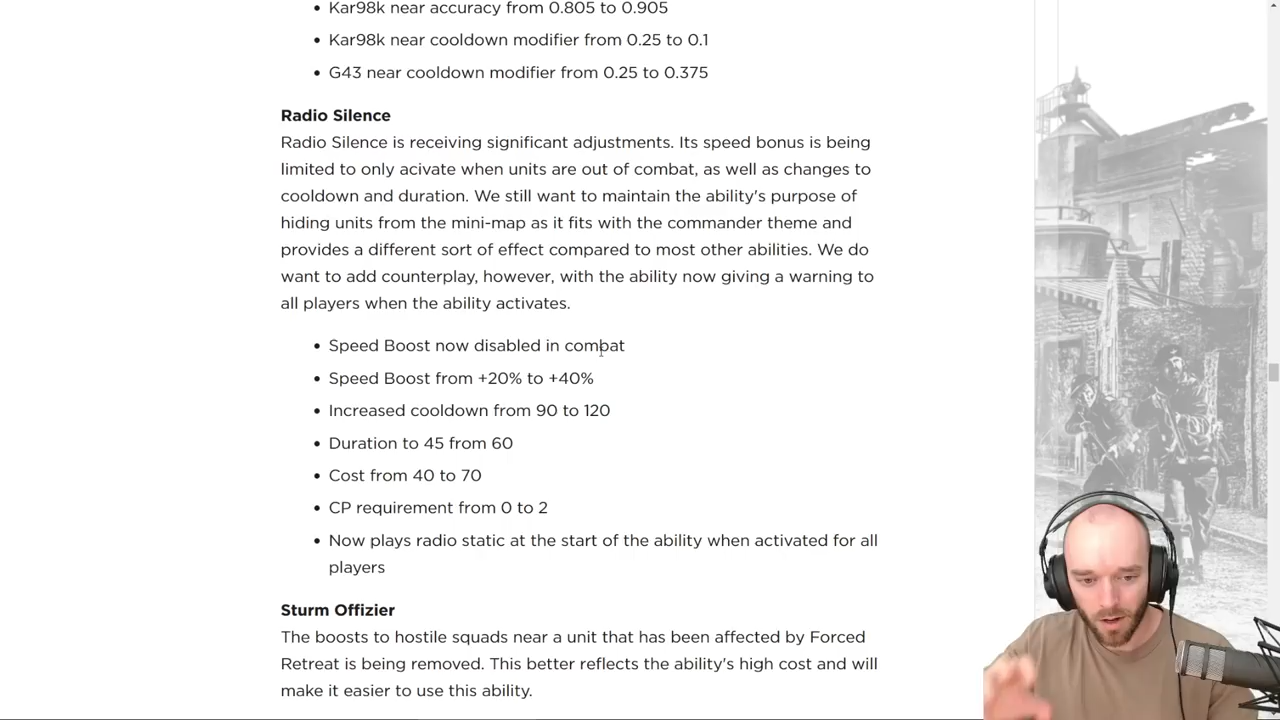 Kar98k near accuracy from 0.805 to 0.905
Kar98k near cooldown modifier from 0.25 to 0.1
G43 near cooldown modifier from 0.25 to 0.375
Radio Silence
Radio Silence is receiving significant adjustments. Its speed bonus is being
limited to only acivate when units are out of combat, as well as changes to
cooldown and duration. We still want to maintain the ability's purpose of
hiding units from the mini-map as it fits with the commander theme and
provides a different sort of effect compared to most other abilities. We do
want to add counterplay, however, with the ability now giving a warning to
all players when the ability activates.
Speed Boost now disabled in combat
Speed Boost from +20% to +40%
Increased cooldown from 90 to 120
Duration to 45 from 60
Cost from 40 to 70
CP requirement from 0 to 2
Now plays radio static at the start of the ability when activated for all
players
Sturm Offizier
The boosts to hostile squads near a unit that has been affected by Forced
Retreat is being removed. This better reflects the ability's high cost and will
make it easier to use this ability.